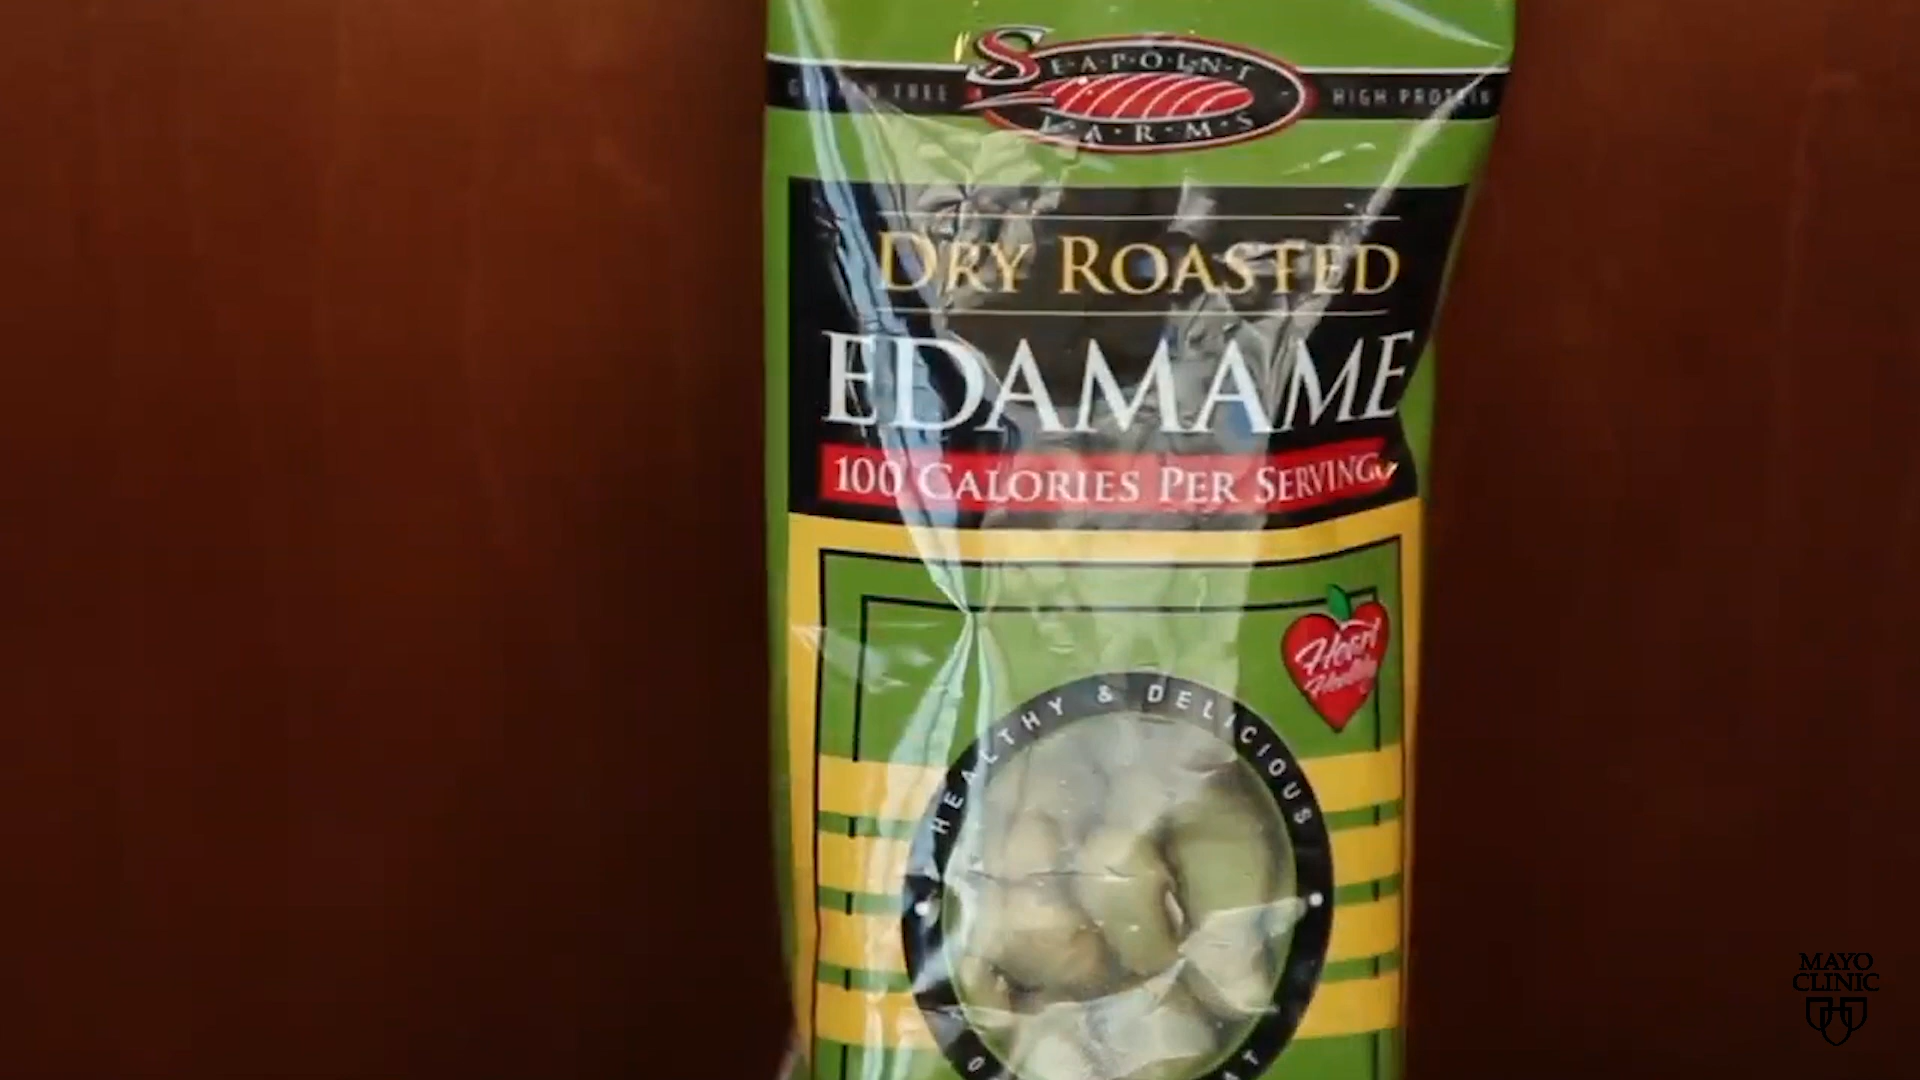 SEAPOINT
GLUTEN FREE
HIGH PROTEIN
FARMS
DRY ROASTED
EDAMAME
100 CALORIES PER SERVING
Heart
Healthy
HEALTHY & DELICIOUS
MAYO
CLINIC